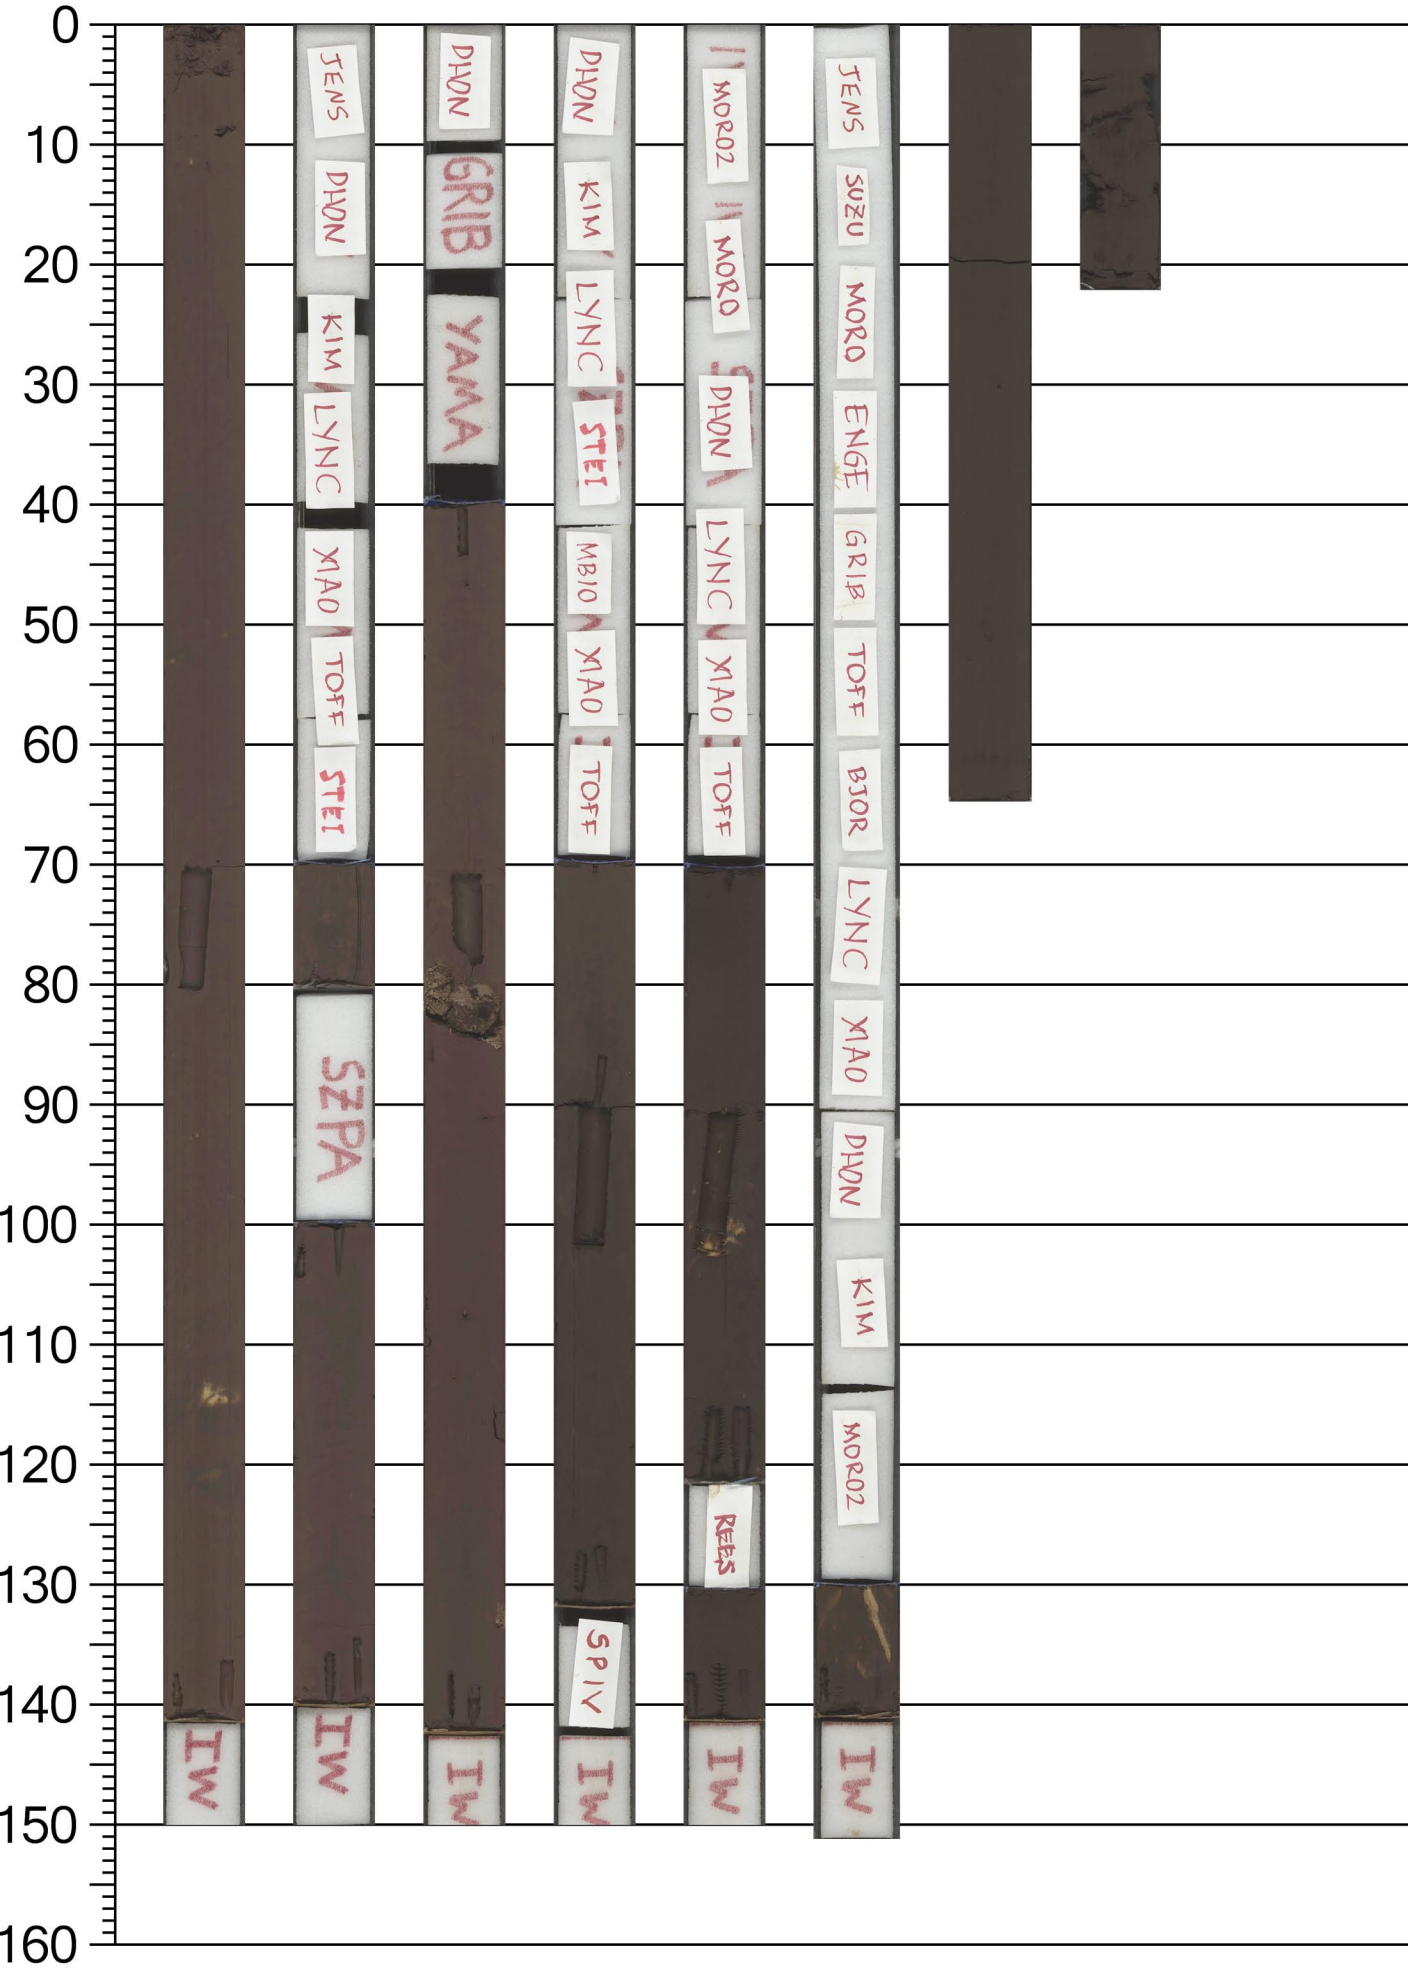 0
10
20
30
40
50
60
70
80
90
100
110
120
130
140
150
160
IW
JENS
DHON
KIM
LYNC
XIAO
TOFF
STEI
SZPA
IW
DHON
GRIB
YAMA
IW
DHON
KIM
LYNC
STEI
MBIO
XIAO
TOFF
SPIV
IW
MORO2
MORO
DHON
LYNC
XIAO
TOFF
REES
IW
JENS
SUZU
MORO
ENGE
GRIB
TOFF
BJOR
LYNC
XIAO
DHON
KIM
MORO2
IW